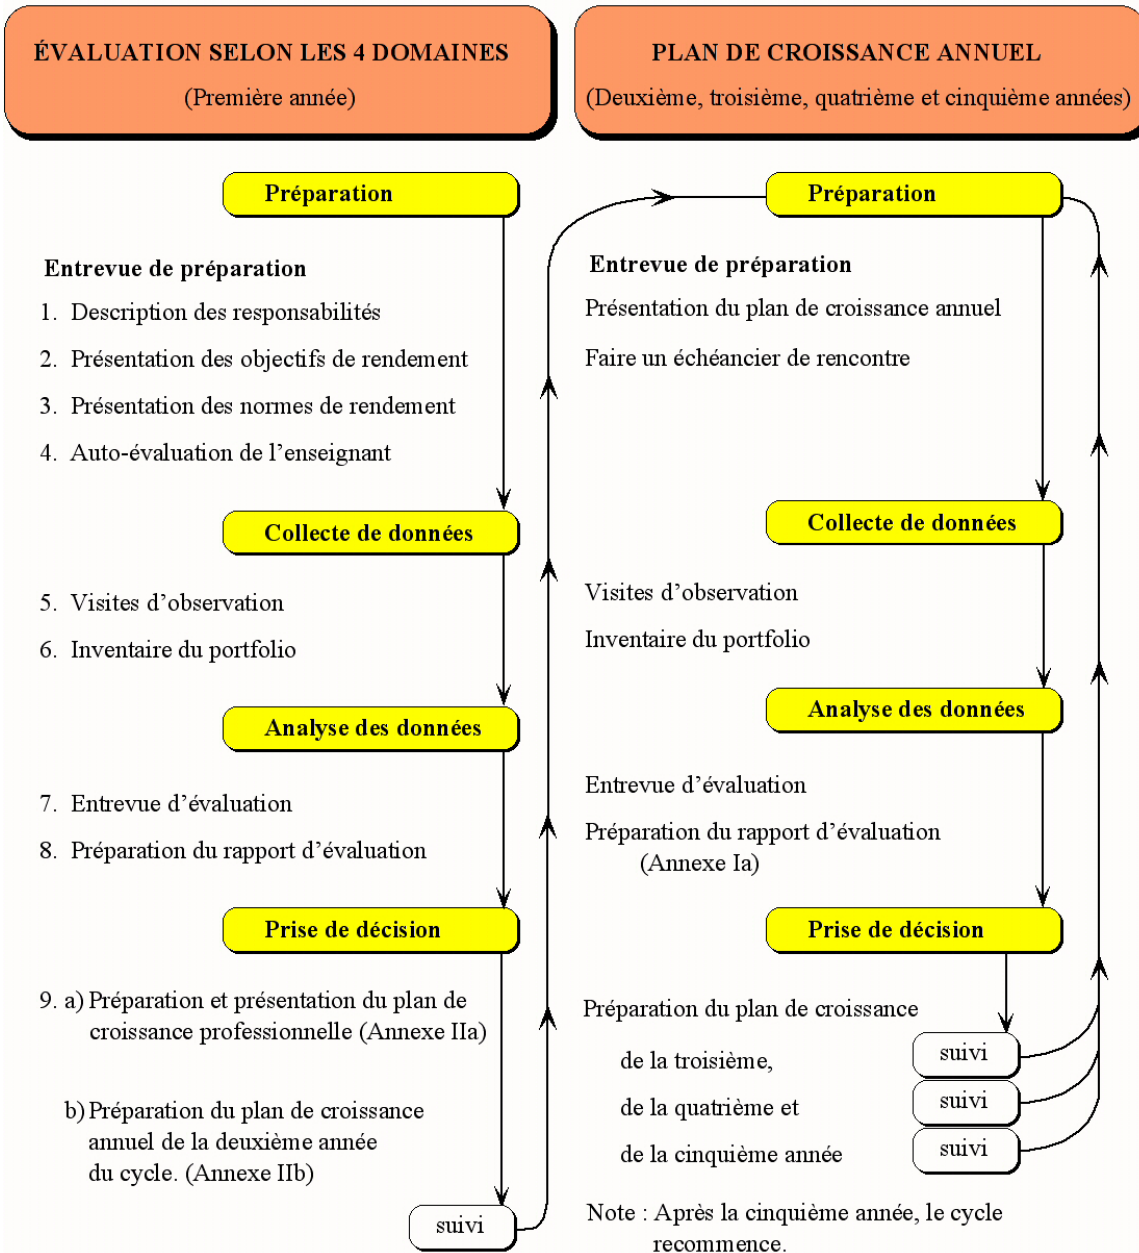 ÉVALUATION SELON LES 4 DOMAINES
(Première année)
Préparation
Entrevue de préparation
1. Description des responsabilités
2. Présentation des objectifs de rendement
3. Présentation des normes de rendement
4. Auto-évaluation de l’enseignant
Collecte de données
5. Visites d’observation
6. Inventaire du portfolio
Analyse des données
7. Entrevue d’évaluation
8. Préparation du rapport d’évaluation
Prise de décision
9. a) Préparation et présentation du plan de
croissance professionnelle (Annexe IIa)
b) Préparation du plan de croissance
annuel de la deuxième année
du cycle. (Annexe IIb)
suivi
PLAN DE CROISSANCE ANNUEL
(Deuxième, troisième, quatrième et cinquième années)
Préparation
Entrevue de préparation
Présentation du plan de croissance annuel
Faire un échéancier de rencontre
Collecte de données
Visites d’observation
Inventaire du portfolio
Analyse des données
Entrevue d’évaluation
Préparation du rapport d’évaluation
(Annexe Ia)
Prise de décision
Préparation du plan de croissance
de la troisième, suivi
de la quatrième et suivi
de la cinquième année suivi
Note : Après la cinquième année, le cycle
recommence.